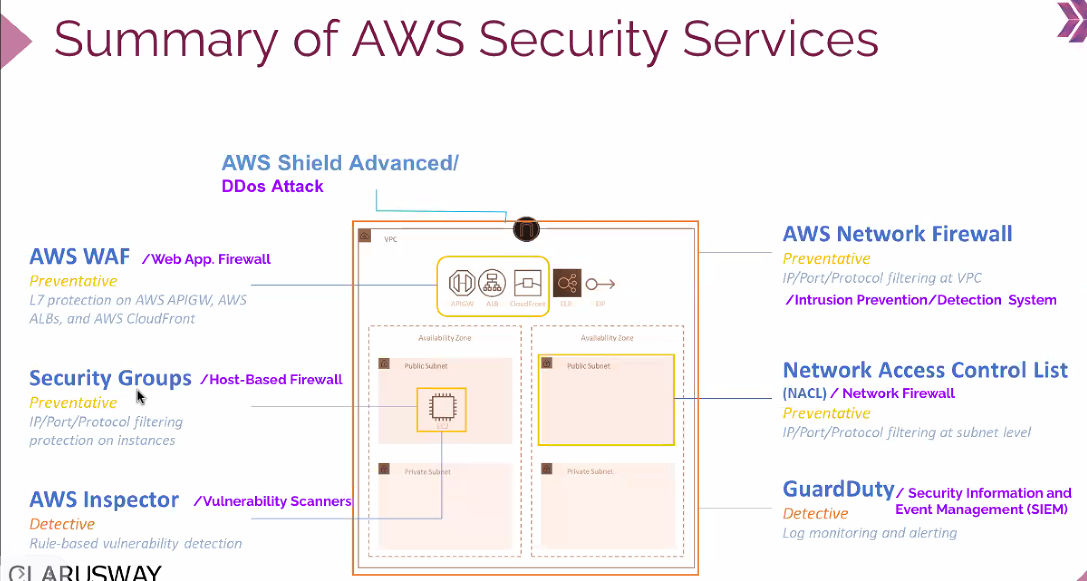 Summary of AWS Security Services
AWS Shield Advanced/
DDos Attack
AWS WAF /Web App. Firewall
Preventative
L7 protection on AWS APIGW, AWS
ALBs, and AWS CloudFront
Security Groups /Host-Based Firewall
Preventative
IP/Port/Protocol filtering
protection on instances
AWS Inspector /Vulnerability Scanners
Detective
Rule-based vulnerability detection
VPC
APIGW ALB CloudFront
Availability Zone
Public Subnet
EC2
Private Subnet
Availability Zone
Public Subnet
Private Subnet
AWS Network Firewall
Preventative
IP/Port/Protocol filtering at VPC
/Intrusion Prevention/Detection System
Network Access Control List
(NACL) / Network Firewall
Preventative
IP/Port/Protocol filtering at subnet level
GuardDuty/ Security Information and
Event Management (SIEM)
Detective
Log monitoring and alerting
CLARUSWAY